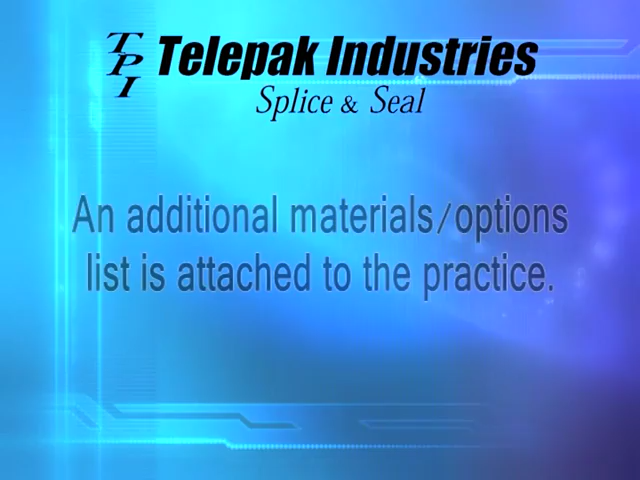 TPI Telepak Industries
Splice & Seal
An additional materials/options
list is attached to the practice.